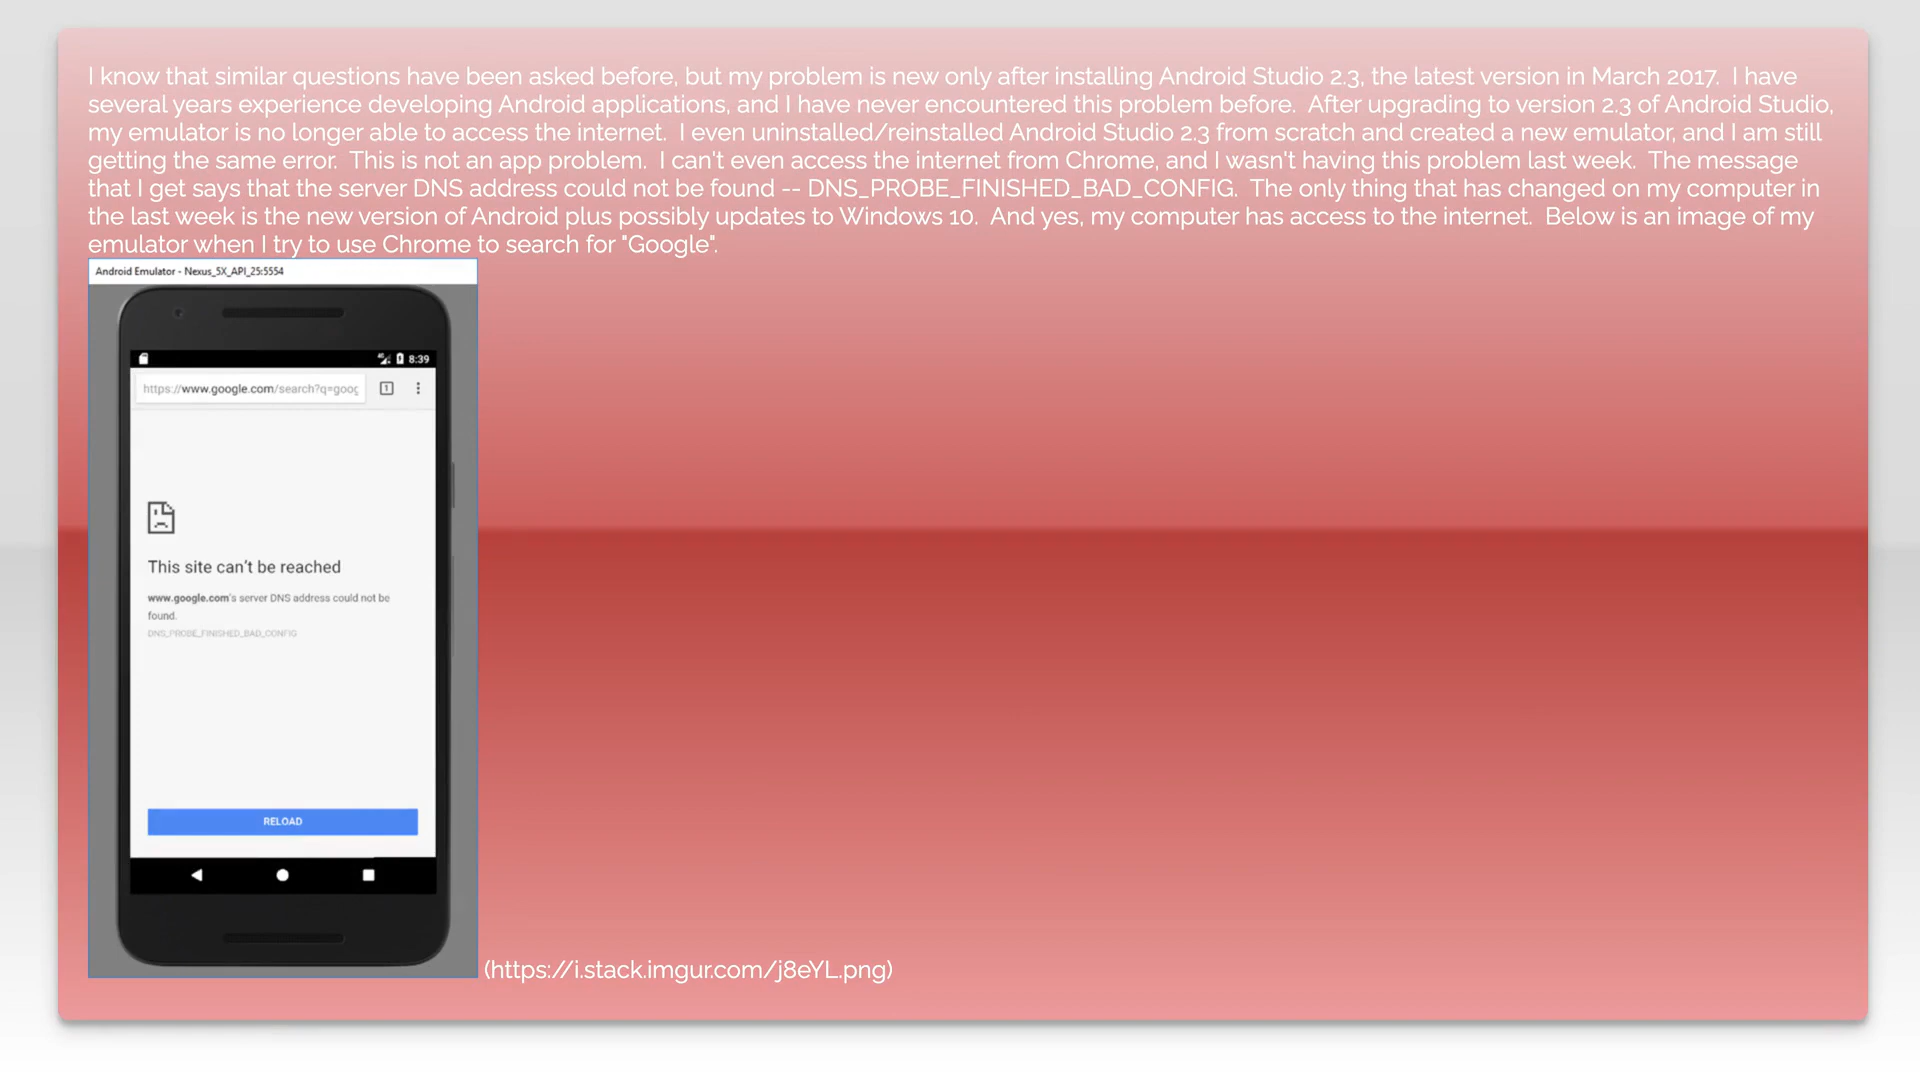 I know that similar questions have been asked before, but my problem is new only after installing Android Studio 2.3, the latest version in March 2017.  I have
several years experience developing Android applications, and I have never encountered this problem before.  After upgrading to version 2.3 of Android Studio,
my emulator is no longer able to access the internet.  I even uninstalled/reinstalled Android Studio 2.3 from scratch and created a new emulator, and I am still
getting the same error.  This is not an app problem.  I can't even access the internet from Chrome, and I wasn't having this problem last week.  The message
that I get says that the server DNS address could not be found -- DNS_PROBE_FINISHED_BAD_CONFIG.  The only thing that has changed on my computer in
the last week is the new version of Android plus possibly updates to Windows 10.  And yes, my computer has access to the internet.  Below is an image of my
emulator when I try to use Chrome to search for "Google".
Android Emulator - Nexus_5X_API_25:5554
4G 8:39
https://www.google.com/search?q=goog 1
This site can't be reached
www.google.com's server DNS address could not be
found.
DNS_PROBE_FINISHED_BAD_CONFIG
RELOAD
(https://i.stack.imgur.com/j8eYL.png)